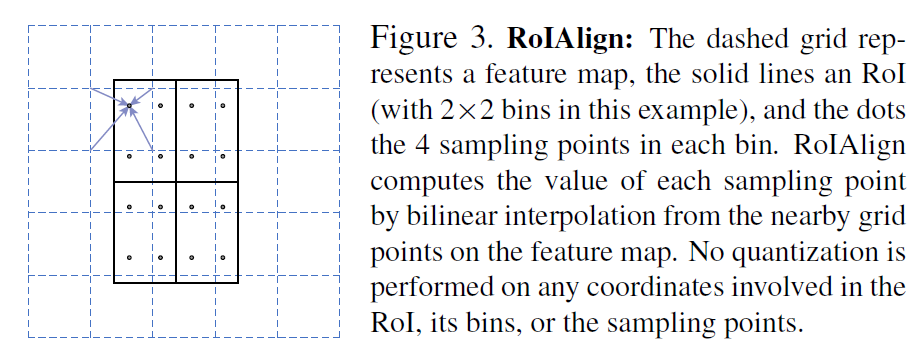 Figure 3. RoIAlign: The dashed grid rep-
resents a feature map, the solid lines an RoI
(with 2×2 bins in this example), and the dots
the 4 sampling points in each bin. RoIAlign
computes the value of each sampling point
by bilinear interpolation from the nearby grid
points on the feature map. No quantization is
performed on any coordinates involved in the
RoI, its bins, or the sampling points.